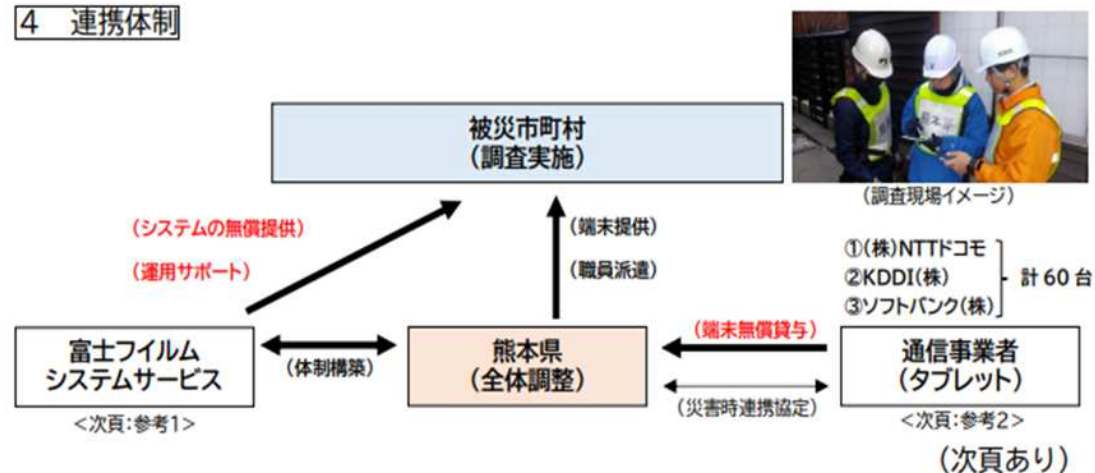 4 連携体制
被災市町村
(調査実施)
(調査現場イメージ)
(システムの無償提供)
(運用サポート)
(端末提供)
(職員派遣)
①(株)NTTドコモ
②KDDI(株)
③ソフトバンク(株)
計60台
富士フイルム
システムサービス
<次頁:参考1>
(体制構築)
熊本県
(全体調整)
(端末無償貸与)
(災害時連携協定)
通信事業者
(タブレット)
<次頁:参考2>
(次頁あり)